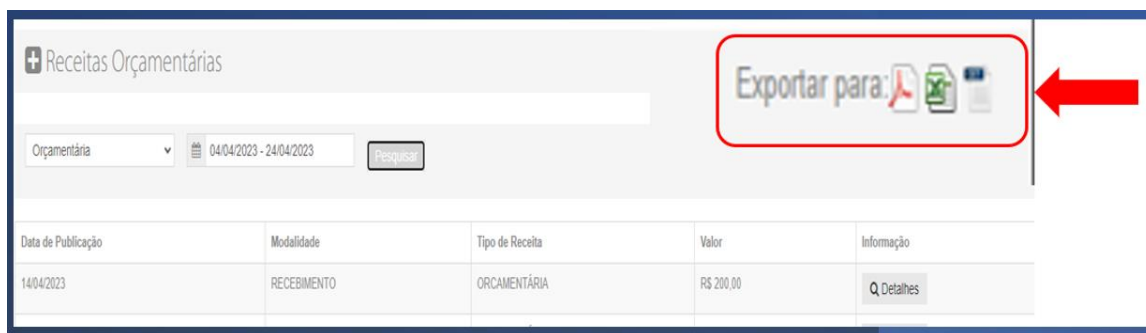 Receitas Orçamentárias
Exportar para:
Orçamentária
04/04/2023 - 24/04/2023
Pesquisar
Data de Publicação Modalidade Tipo de Receita Valor Informação
14/04/2023 RECEBIMENTO ORCAMENTÁRIA R$ 200,00 Detalhes